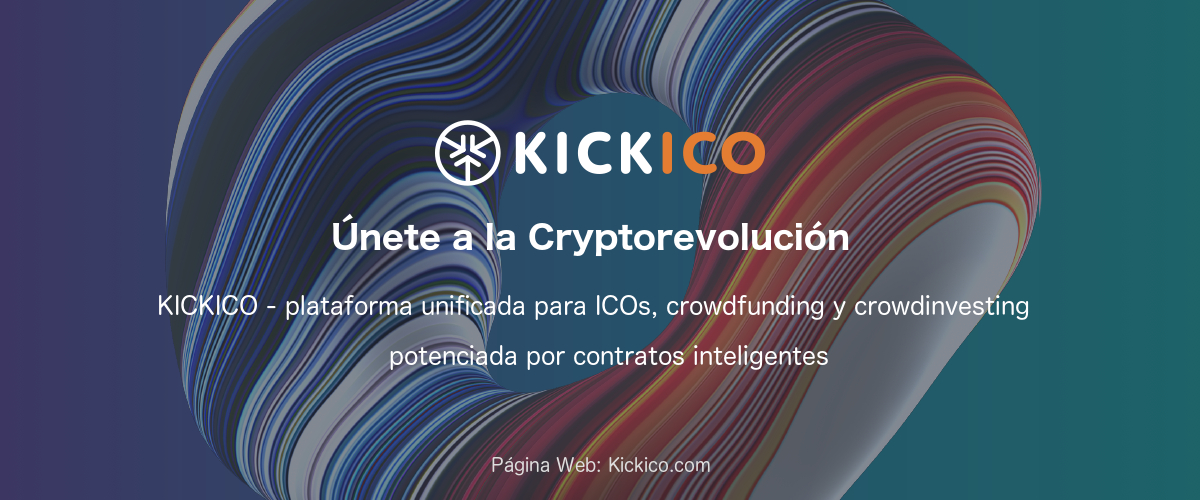 KICKICO
Únete a la Cryptorevolución
KICKICO - plataforma unificada para ICOs, crowdfunding y crowdinvesting
potenciada por contratos inteligentes
Página Web: Kickico.com